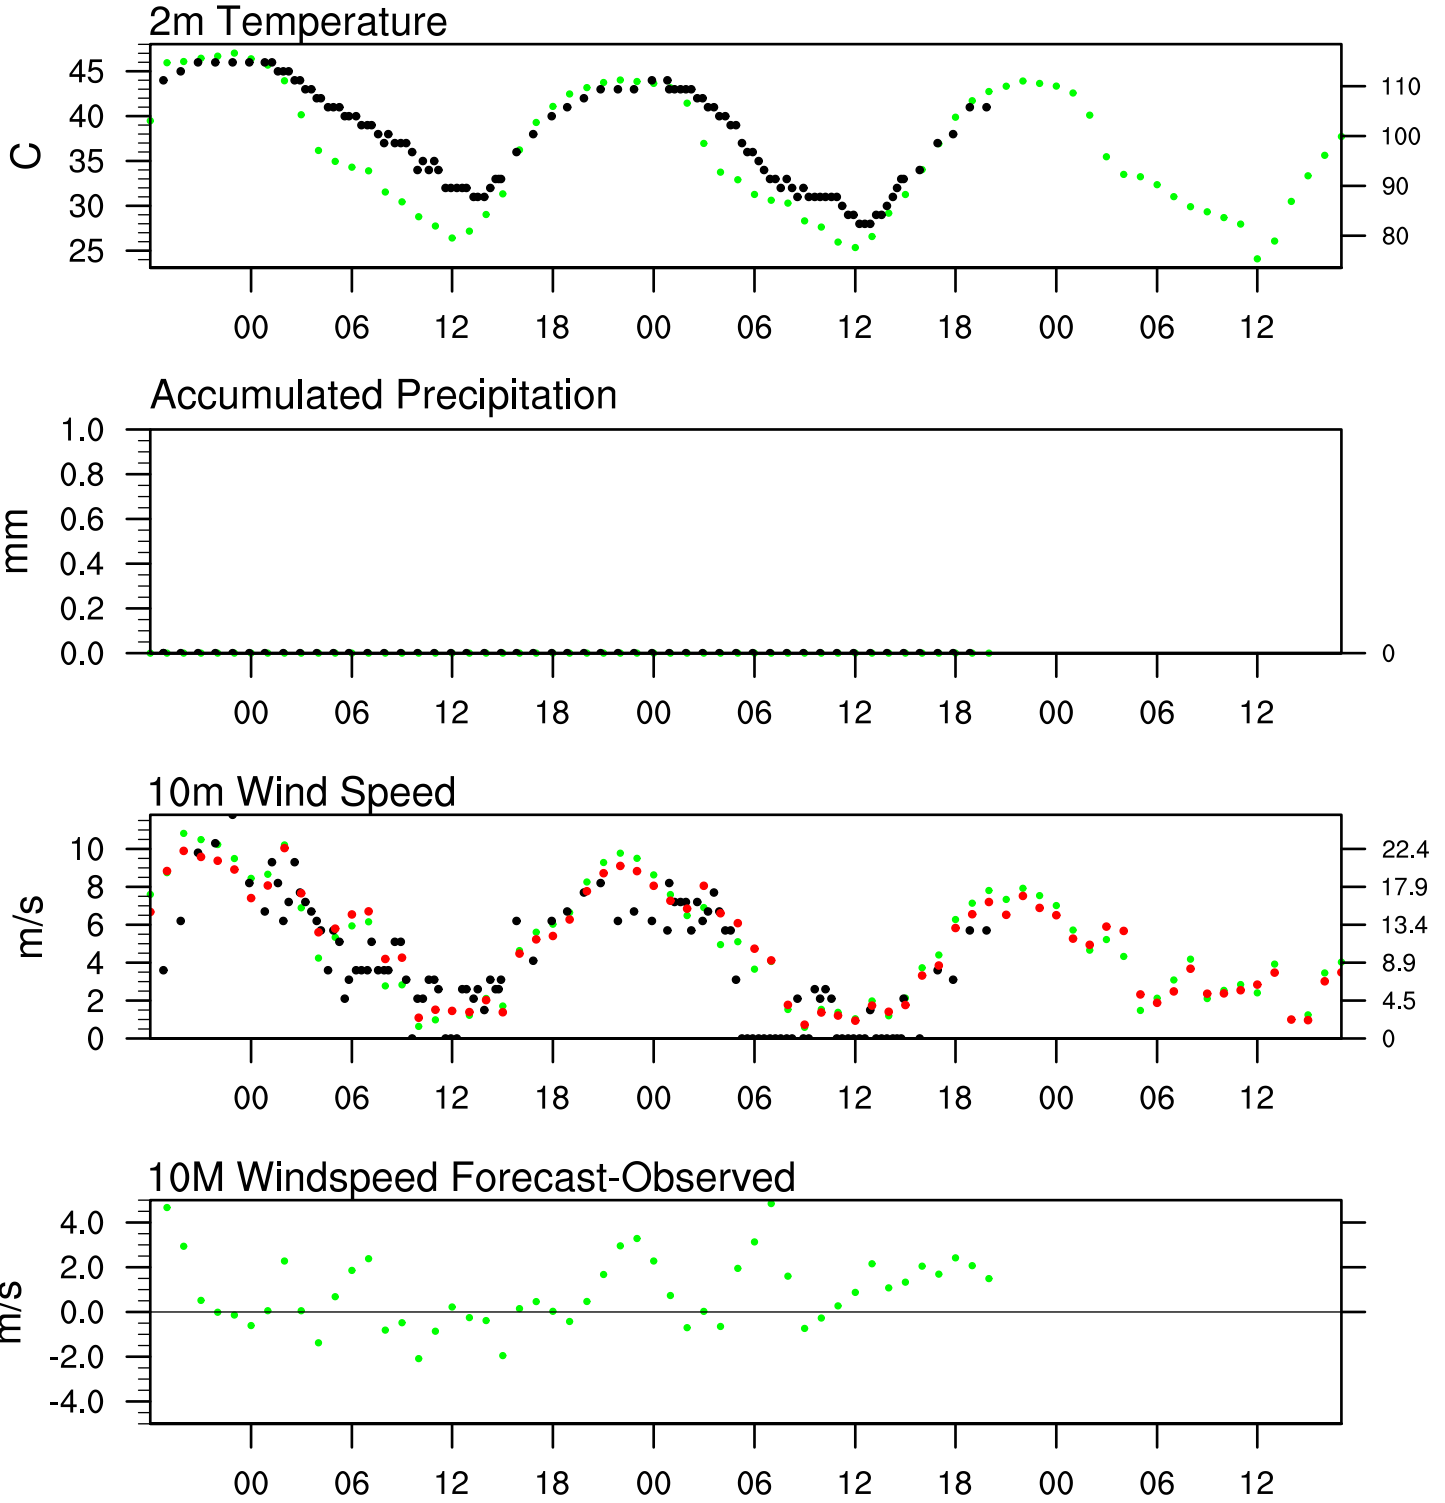 2m Temperature
45
40
35
30
25
C
110
100
90
80
00 06 12 18 00 06 12 18 00 06 12
Accumulated Precipitation
1.0
0.8
0.6
0.4
0.2
0.0
mm
0
00 06 12 18 00 06 12 18 00 06 12
10m Wind Speed
10
8
6
4
2
0
m/s
22.4
17.9
13.4
8.9
4.5
0
00 06 12 18 00 06 12 18 00 06 12
10M Windspeed Forecast-Observed
4.0
2.0
0.0
-2.0
-4.0
m/s
00 06 12 18 00 06 12 18 00 06 12